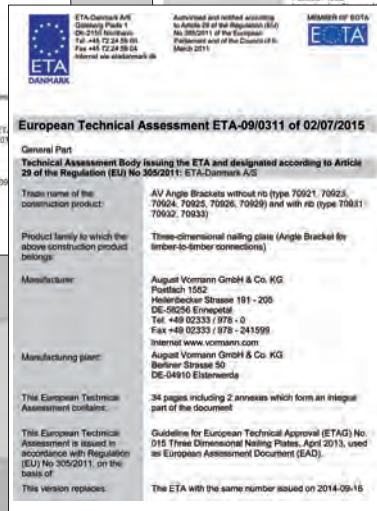 ETA-Danmark A/S
Göteborg Plads 1
DK-2150 Nordhavn
Tel. +45 72 24 59 00
Fax +45 72 24 59 04
Internet www.etadanmark.dk
Authorised and notified according
to Article 29 of the Regulation (EU)
No 305/2011 of the European
Parliament and of the Council of 9
March 2011
MEMBER OF EOTA
EOTA
ETA
DANMARK
European Technical Assessment ETA-09/0311 of 02/07/2015
General Part
Technical Assessment Body issuing the ETA and designated according to Article
29 of the Regulation (EU) No 305/2011: ETA-Danmark A/S
Trade name of the
construction product:
AV Angle Brackets without rib (type 70921, 70923,
70924, 70925, 70926, 70929) and with rib (type 70931
70932, 70933)
Product family to which the
above construction product
belongs:
Three-dimensional nailing plate (Angle Bracket for
timber-to-timber connections)
Manufacturer:
August Vormann GmbH & Co. KG
Postfach 1562
Heilenbecker Strasse 191 - 205
DE-58256 Ennepetal
Tel. +49 02333 / 978 - 0
Fax +49 02333 / 978 - 241599
Internet www.vormann.com
Manufacturing plant:
August Vormann GmbH & Co. KG
Berliner Strasse 50
DE-04910 Elsterwerda
This European Technical
Assessment contains:
34 pages including 2 annexes which form an integral
part of the document
This European Technical
Assessment is issued in
accordance with Regulation
(EU) No 305/2011, on the
basis of:
Guideline for European Technical Approval (ETAG) No.
015 Three Dimensional Nailing Plates, April 2013, used
as European Assessment Document (EAD).
This version replaces:
The ETA with the same number issued on 2014-09-16